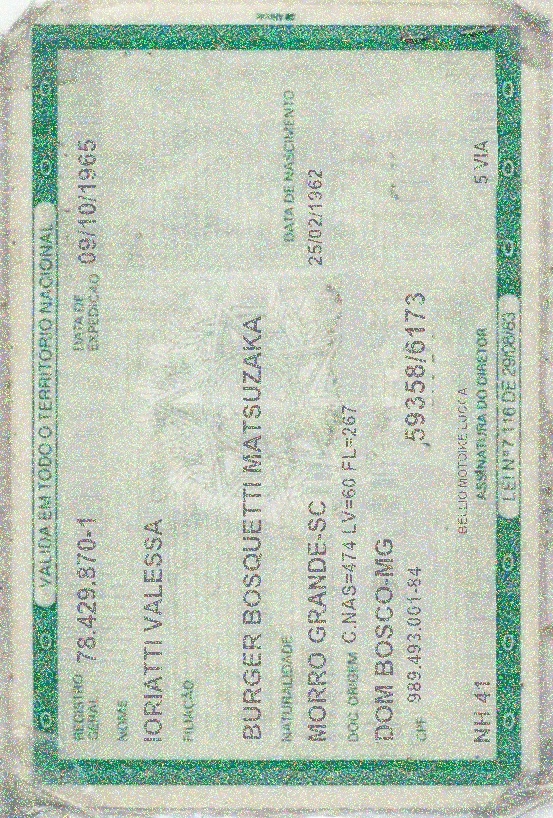 VÁLIDA EM TODO O TERRITÓRIO NACIONAL
REGISTRO GERAL 78.429.870-1 DATA DE EXPEDIÇÃO 09/10/1965
NOME
IORIATTI VALESSA
FILIAÇÃO
BURGER BOSQUETTI MATSUZAKA
NATURALIDADE DATA DE NASCIMENTO
MORRO GRANDE-SC 25/02/1962
DOC ORIGEM C.NAS=474 LV=60 FL=267
DOM BOSCO-MG
CPF 989.493.001-84 59358/6173
NH 41 5 VIA
ASSINATURA DO DIRETOR
LEI Nº 7.116 DE 29/08/83